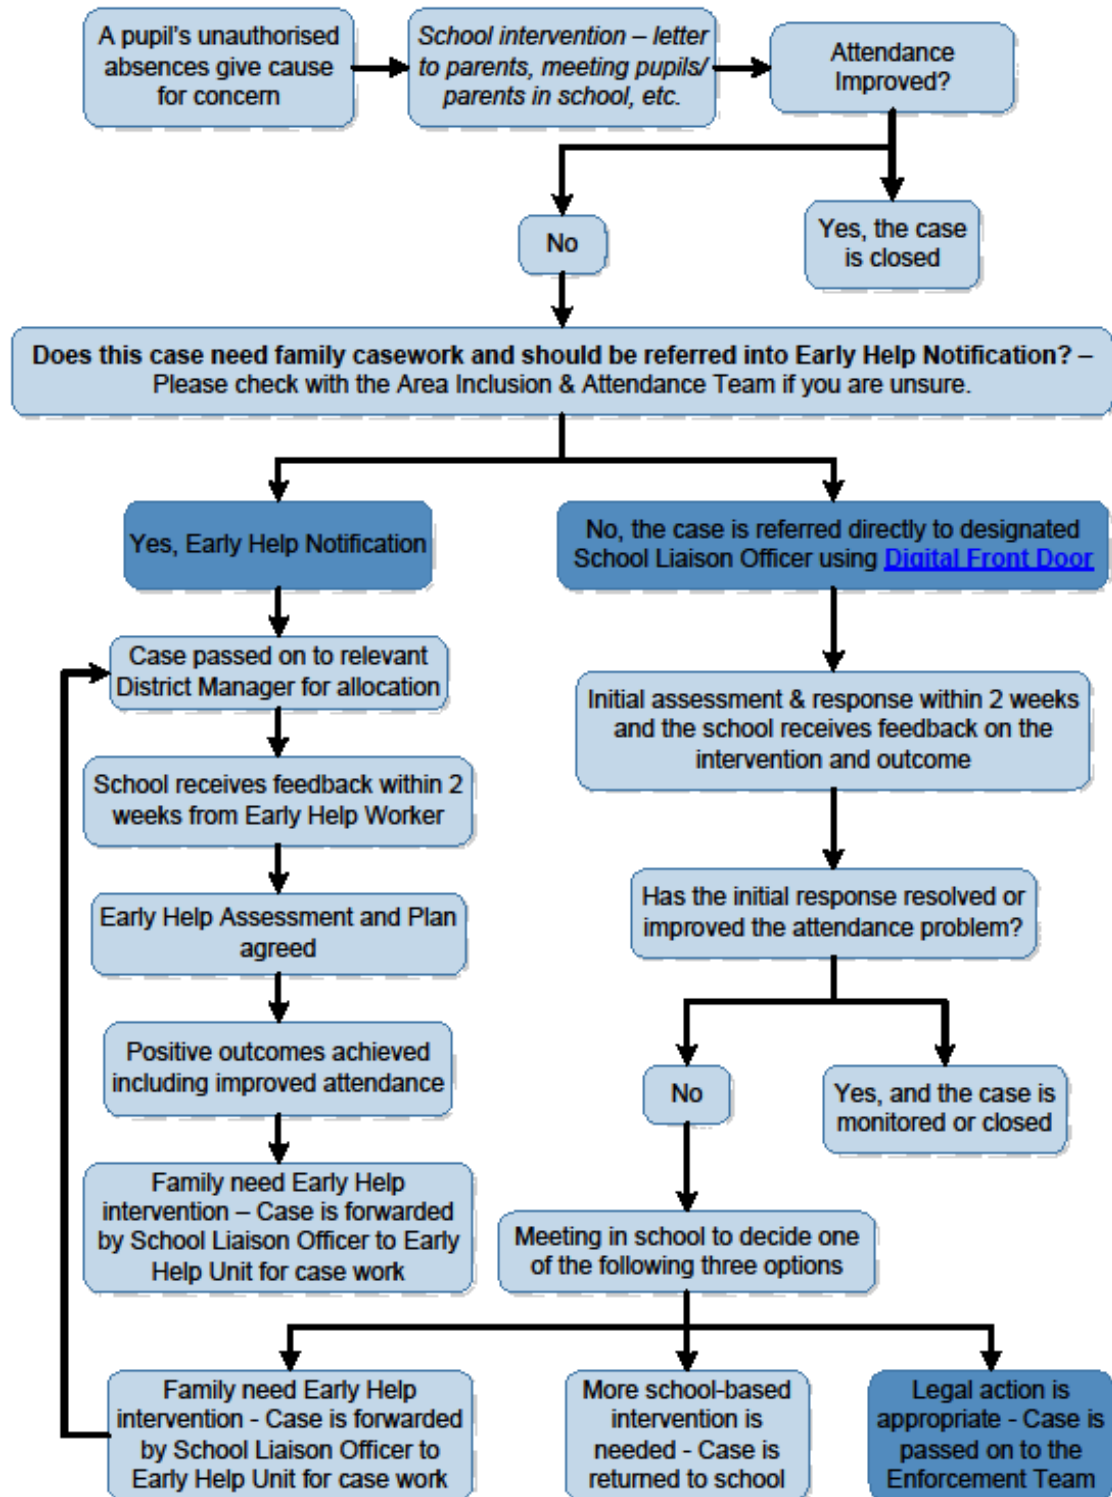 A pupil's unauthorised
absences give cause
for concern
School intervention – letter
to parents, meeting pupils/
parents in school, etc.
Attendance
Improved?
No
Yes, the case
is closed
Does this case need family casework and should be referred into Early Help Notification? –
Please check with the Area Inclusion & Attendance Team if you are unsure.
Yes, Early Help Notification
No, the case is referred directly to designated
School Liaison Officer using Digital Front Door
Case passed on to relevant
District Manager for allocation
Initial assessment & response within 2 weeks
and the school receives feedback on the
intervention and outcome
School receives feedback within 2
weeks from Early Help Worker
Has the initial response resolved or
improved the attendance problem?
Early Help Assessment and Plan
agreed
Positive outcomes achieved
including improved attendance
No
Yes, and the case is
monitored or closed
Family need Early Help
intervention – Case is forwarded
by School Liaison Officer to Early
Help Unit for case work
Meeting in school to decide one
of the following three options
Family need Early Help
intervention - Case is forwarded
by School Liaison Officer to
Early Help Unit for case work
More school-based
intervention is
needed - Case is
returned to school
Legal action is
appropriate - Case is
passed on to the
Enforcement Team